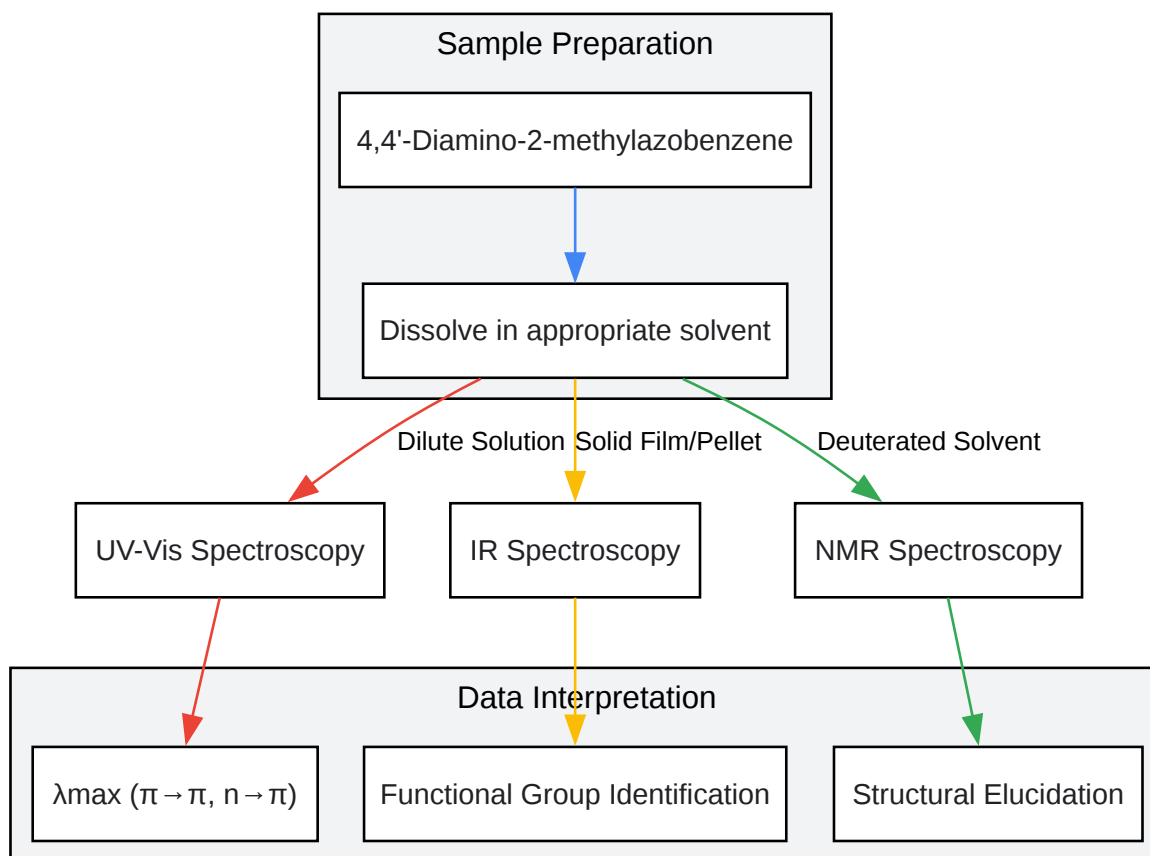 Sample Preparation
4,4'-Diamino-2-methylazobenzene
Dissolve in appropriate solvent
Dilute Solution
Solid Film/Pellet
Deuterated Solvent
UV-Vis Spectroscopy
IR Spectroscopy
NMR Spectroscopy
Data Interpretation
λmax (π→π, n→π)
Functional Group Identification
Structural Elucidation